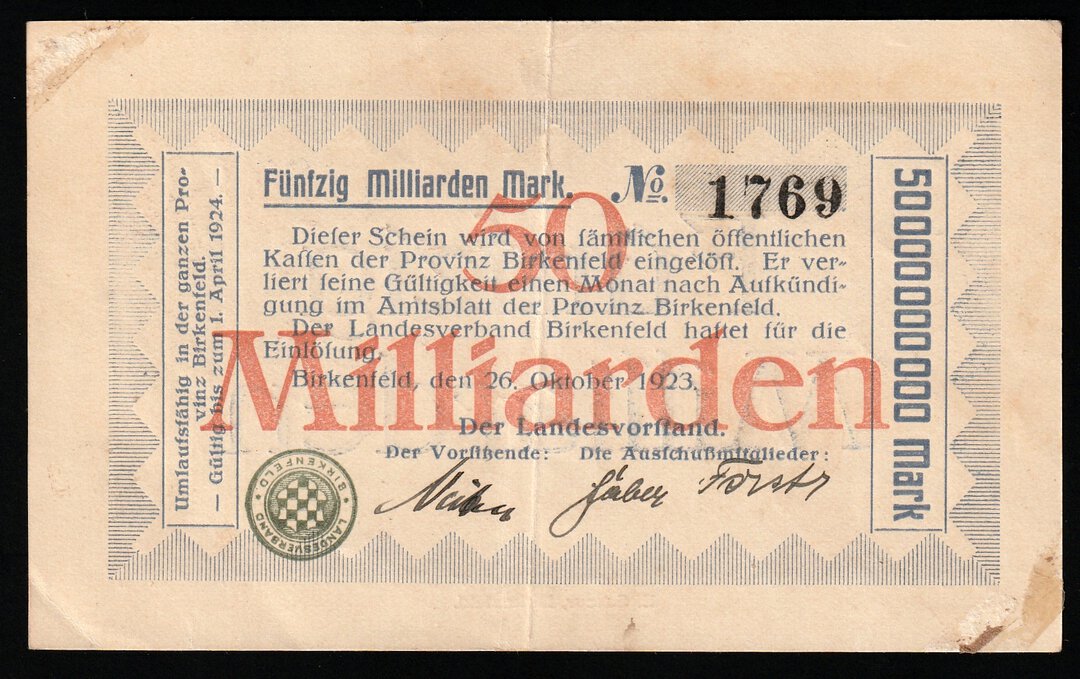 Umlaufsfähig in der ganzen Pro-
vinz Birkenfeld.
— Gültig bis zum 1. April 1924. —
Fünfzig Milliarden Mark.
No. 1769
50
Milliarden
Dieſer Schein wird von ſämtlichen öffentlichen
Kaſſen der Provinz Birkenfeld eingelöſt. Er ver-
liert ſeine Gültigkeit einen Monat nach Aufkündi-
gung im Amtsblatt der Provinz Birkenfeld.
Der Landesverband Birkenfeld haftet für die
Einlöſung.
Birkenfeld, den 26. Oktober 1923.
Der Landesvorſtand.
Der Vorſitzende: Die Ausſchußmitglieder:
LANDESVERBAND * BIRKENFELD *
50000000000 Mark